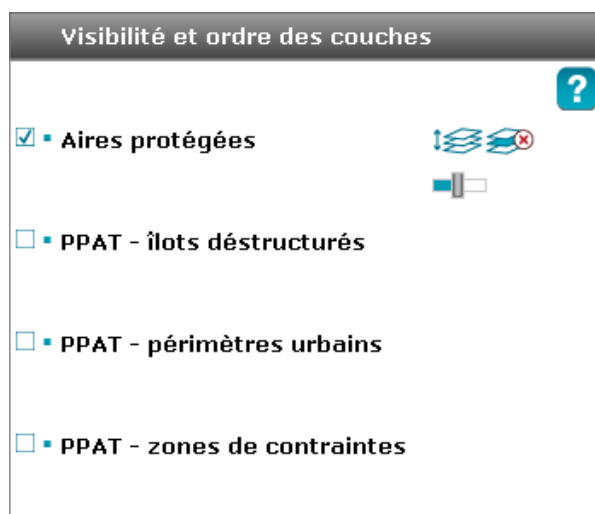 Visibilité et ordre des couches
?
Aires protégées
PPAT - îlots déstructurés
PPAT - périmètres urbains
PPAT - zones de contraintes